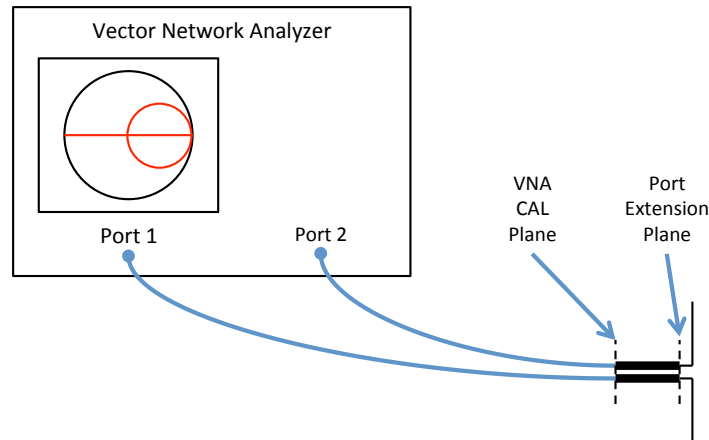 Vector Network Analyzer
Port 1
Port 2
VNA
CAL
Plane
Port
Extension
Plane